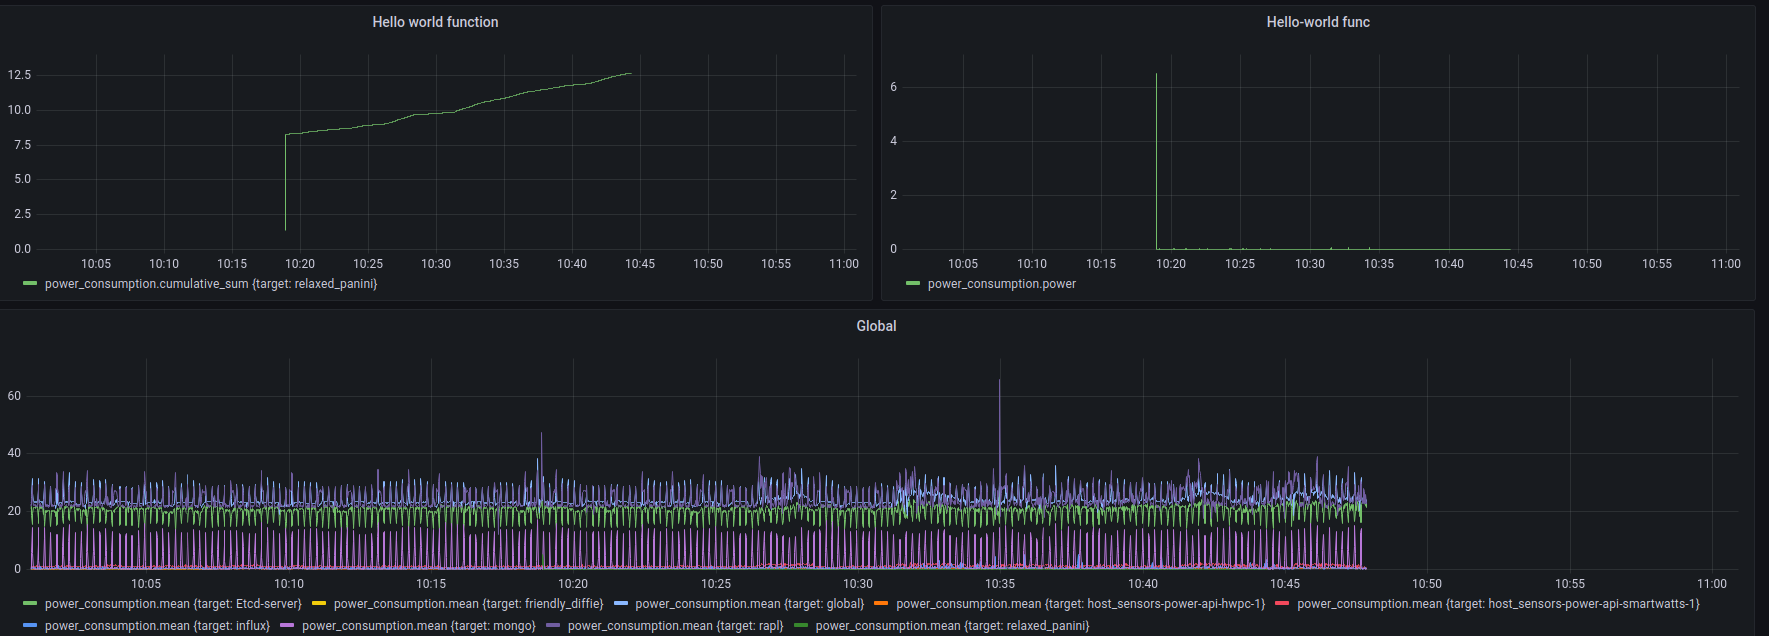 Hello world function
12.5
10.0
7.5
5.0
2.5
0.0
10:05 10:10 10:15 10:20 10:25 10:30 10:35 10:40 10:45 10:50 10:55 11:00
power_consumption.cumulative_sum {target: relaxed_panini}
Hello-world func
6
4
2
0
10:05 10:10 10:15 10:20 10:25 10:30 10:35 10:40 10:45 10:50 10:55 11:00
power_consumption.power
Global
60
40
20
0
10:05 10:10 10:15 10:20 10:25 10:30 10:35 10:40 10:45 10:50 10:55 11:00
power_consumption.mean {target: Etcd-server} power_consumption.mean {target: friendly_diffie} power_consumption.mean {target: global} power_consumption.mean {target: host_sensors-power-api-hwpc-1} power_consumption.mean {target: host_sensors-power-api-smartwatts-1}
power_consumption.mean {target: influx} power_consumption.mean {target: mongo} power_consumption.mean {target: rapl} power_consumption.mean {target: relaxed_panini}